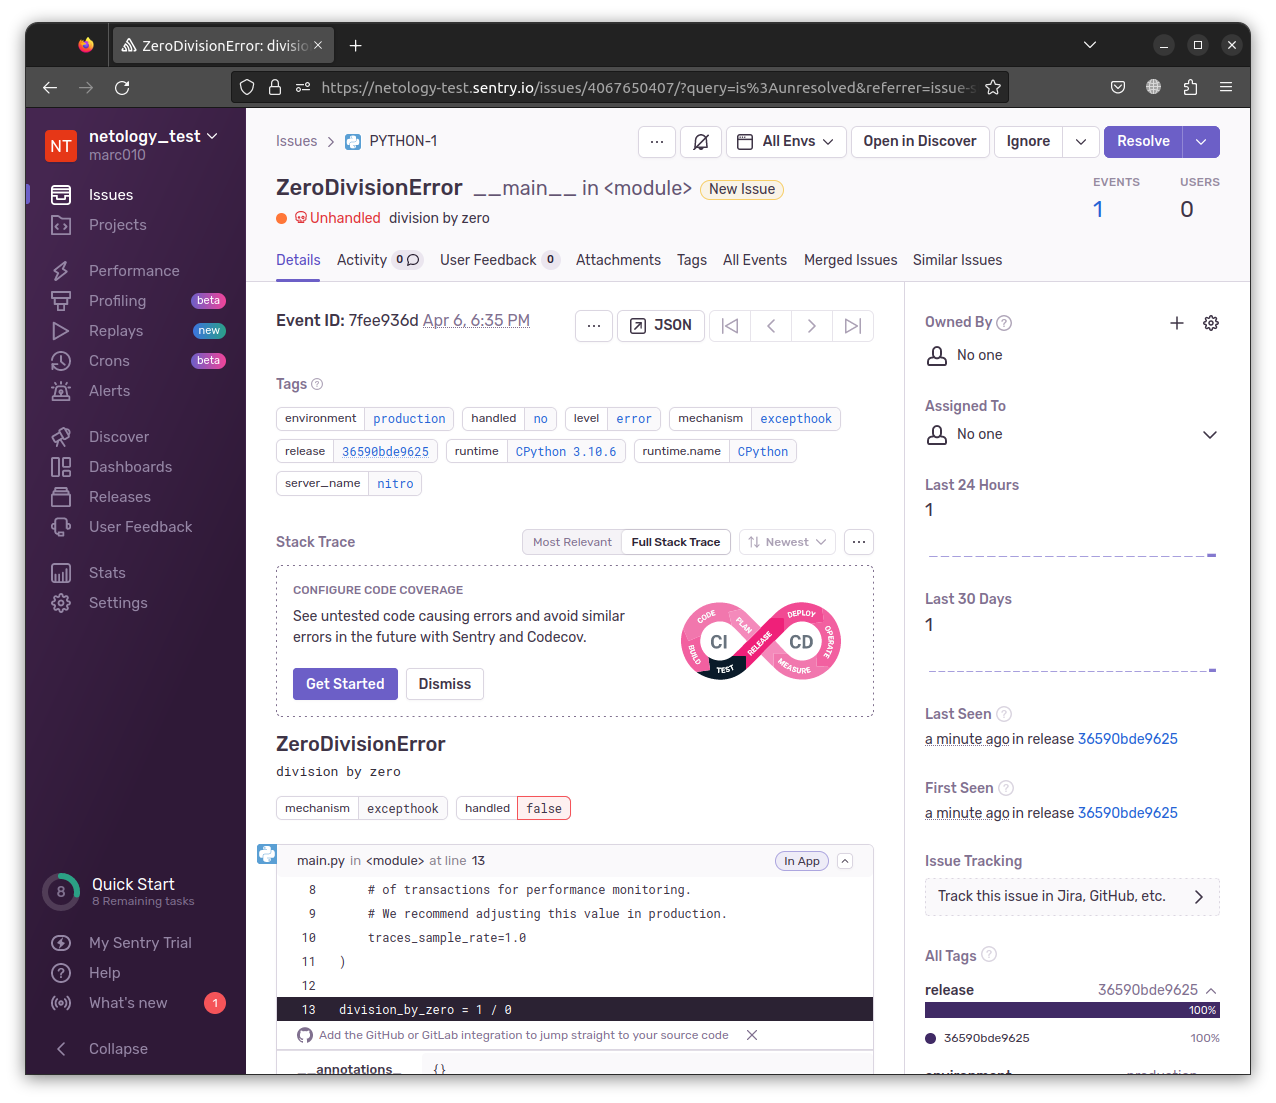 ZeroDivisionError: divisio
https://netology-test.sentry.io/issues/4067650407/?query=is%3Aunresolved&referrer=issue-s
NT
netology_test
marc010
Issues
Projects
Performance
Profiling beta
Replays new
Crons beta
Alerts
Discover
Dashboards
Releases
User Feedback
Stats
Settings
8
Quick Start
8 Remaining tasks
My Sentry Trial
Help
What's new 1
Collapse
Issues > PYTHON-1
All Envs
Open in Discover
Ignore
Resolve
ZeroDivisionError __main__ in <module> New Issue
Unhandled division by zero
EVENTS
1
USERS
0
Details Activity 0 User Feedback 0 Attachments Tags All Events Merged Issues Similar Issues
Event ID: 7fee936d Apr 6, 6:35 PM
JSON
Tags
environment production handled no level error mechanism excepthook
release 36590bde9625 runtime CPython 3.10.6 runtime.name CPython
server_name nitro
Stack Trace
Most Relevant Full Stack Trace Newest
CONFIGURE CODE COVERAGE
See untested code causing errors and avoid similar
errors in the future with Sentry and Codecov.
Get Started Dismiss
CI CD
CODE
PLAN
BUILD
TEST
RELEASE
DEPLOY
OPERATE
MEASURE
ZeroDivisionError
division by zero
mechanism excepthook handled false
main.py in <module> at line 13 In App
8 # of transactions for performance monitoring.
9 # We recommend adjusting this value in production.
10 traces_sample_rate=1.0
11 )
12
13 division_by_zero = 1 / 0
Add the GitHub or GitLab integration to jump straight to your source code
__annotations_ {}
Owned By
No one
Assigned To
No one
Last 24 Hours
1
Last 30 Days
1
Last Seen
a minute ago in release 36590bde9625
First Seen
a minute ago in release 36590bde9625
Issue Tracking
Track this issue in Jira, GitHub, etc.
All Tags
release 36590bde9625
100%
36590bde9625 100%
environment production